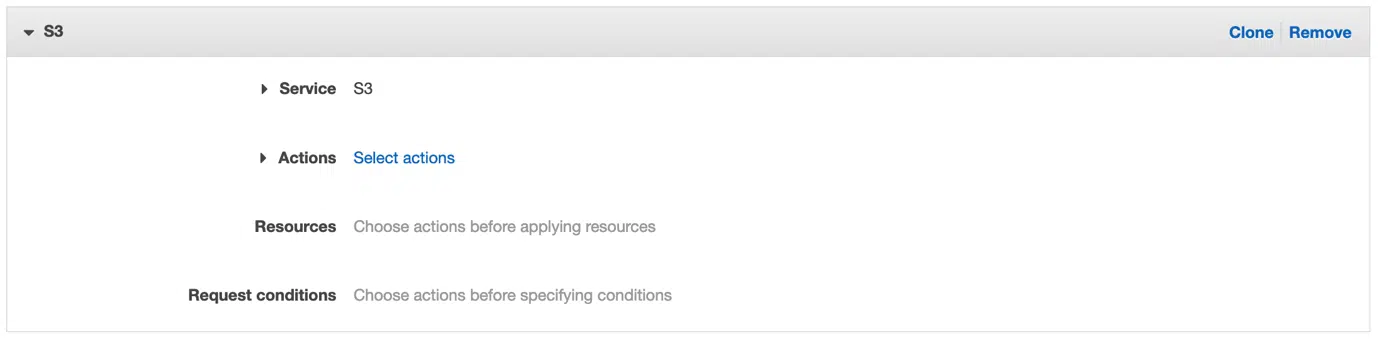 S3 Clone Remove
Service S3
Actions Select actions
Resources Choose actions before applying resources
Request conditions Choose actions before specifying conditions